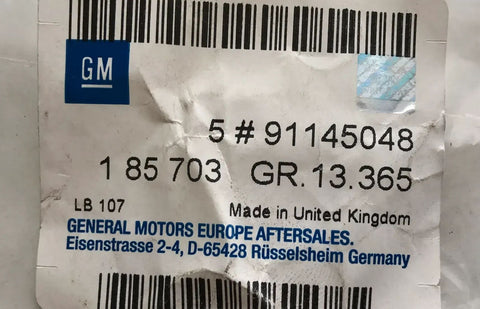 GM
5 # 91145048
1 85 703 GR.13.365
LB 107 Made in United Kingdom
GENERAL MOTORS EUROPE AFTERSALES.
Eisenstrasse 2-4, D-65428 Rüsselsheim Germany